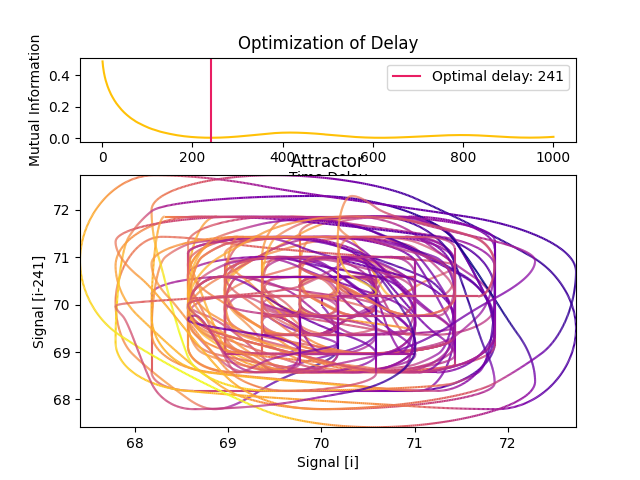 Optimization of Delay
Mutual Information
0.4
0.2
0.0
Optimal delay: 241
0 200 400 600 800 1000
Time Delay
Attractor
Signal [i-241]
72
71
70
69
68
68 69 70 71 72
Signal [i]